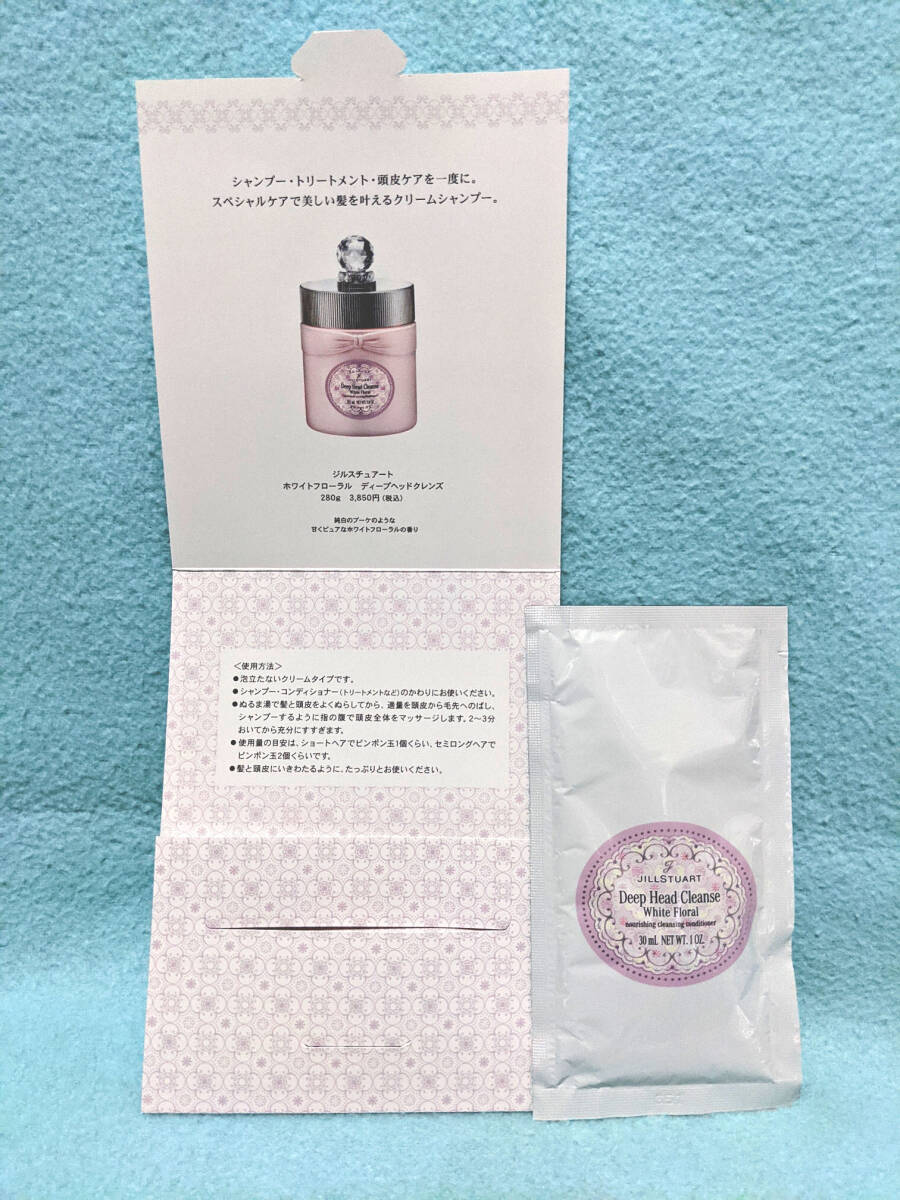 シャンプー・トリートメント・頭皮ケアを一度に。
スペシャルケアで美しい髪を叶えるクリームシャンプー。
JILLSTUART
Deep Head Cleanse
White Floral
ジルスチュアート
ホワイトフローラル　ディープヘッドクレンズ
280g　3,850円（税込）
純白のブーケのような
甘くピュアなホワイトフローラルの香り
＜使用方法＞
●泡立たないクリームタイプです。
●シャンプー・コンディショナー（トリートメントなど）のかわりにお使いください。
●ぬるま湯で髪と頭皮をよくぬらしてから、適量を頭皮から毛先へのばし、
シャンプーするように指の腹で頭皮全体をマッサージします。2～3分
おいてから充分にすすぎます。
●使用量の目安は、ショートヘアでピンポン玉1個くらい、セミロングヘアで
ピンポン玉2個くらいです。
●髪と頭皮にいきわたるように、たっぷりとお使いください。
JILLSTUART
Deep Head Cleanse
White Floral
nourishing cleansing conditioner
30 mL NET WT. 1 OZ.